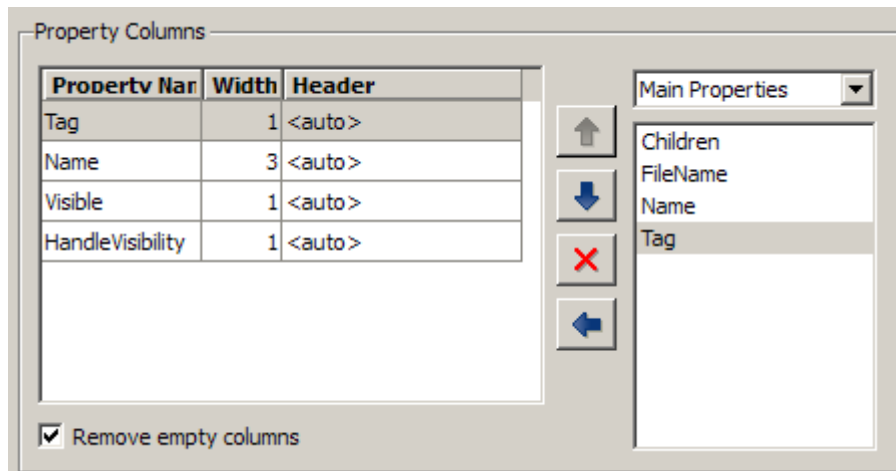 Property Columns
Property Nar Width Header
Tag 1 <auto>
Name 3 <auto>
Visible 1 <auto>
HandleVisibility 1 <auto>
Remove empty columns
Main Properties
Children
FileName
Name
Tag